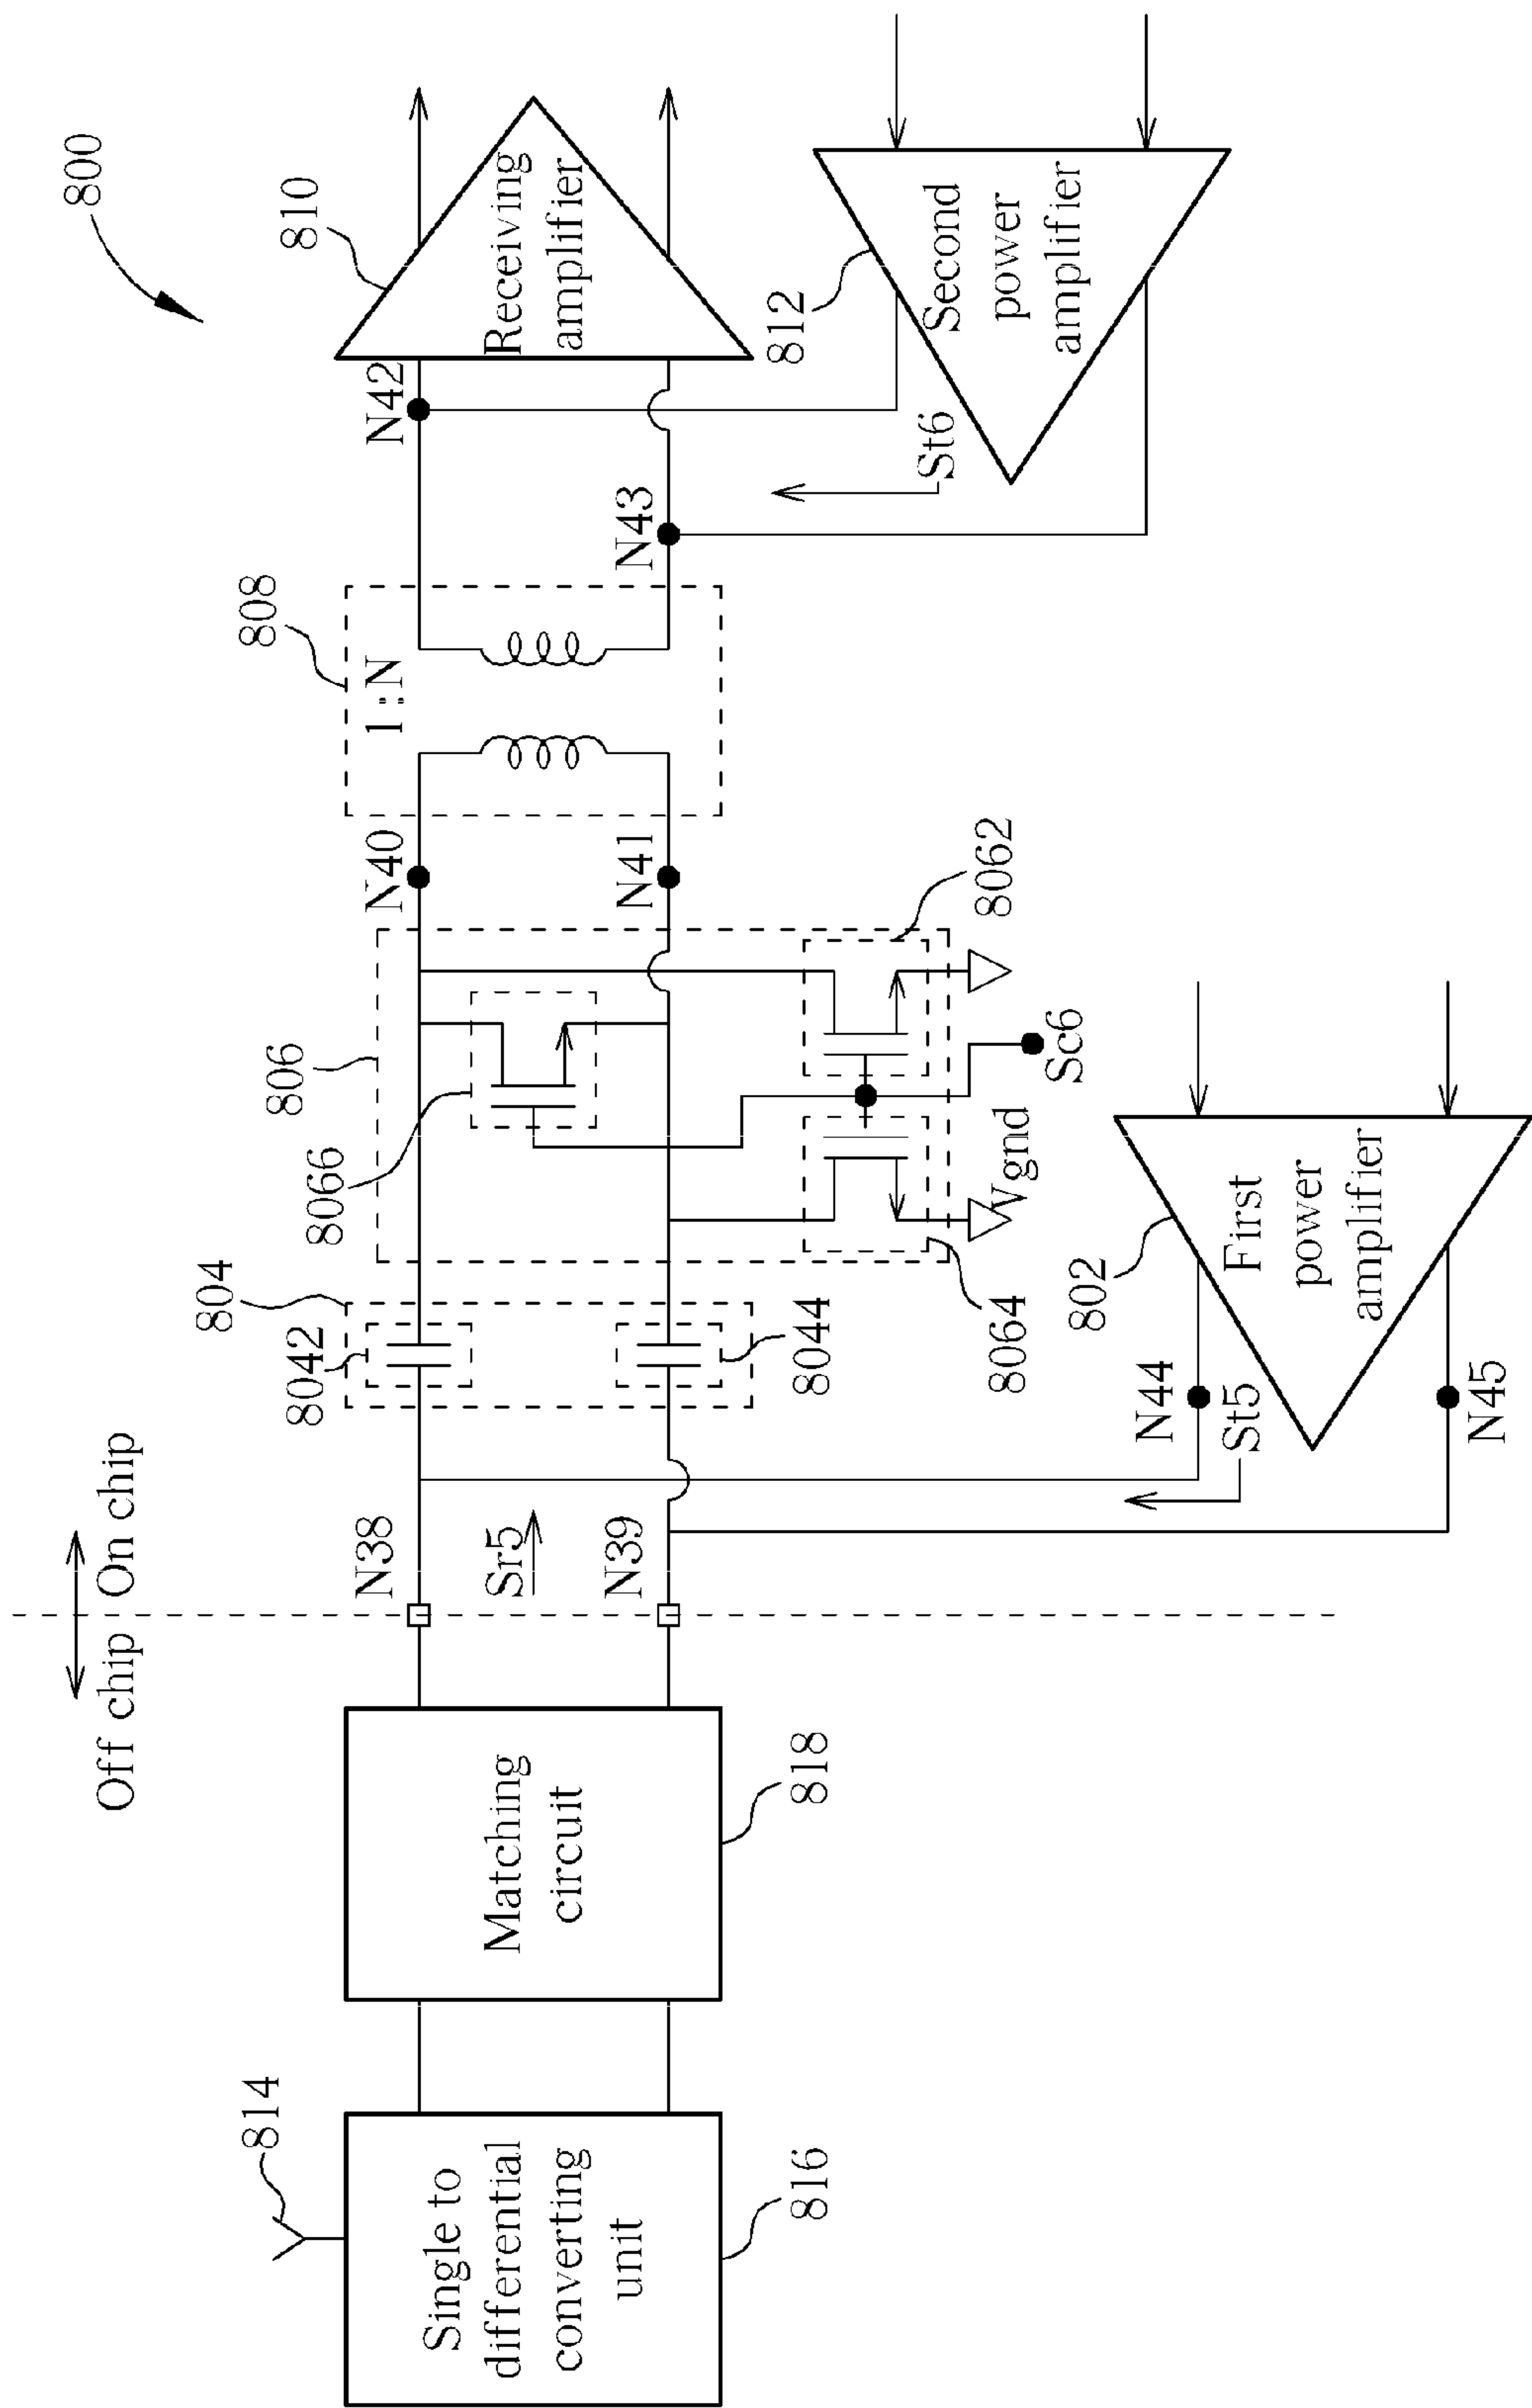 800
Off chip On chip
814
Single to
differential
converting
unit
816
Matching
circuit
818
N38
Sr5
N39
804
8042
8044
806
8066
8064
8062
Vgnd
Sc6
N40
N41
808
1:N
N42
N43
810
Receiving
amplifier
812
Second
power
amplifier
St6
802
First
power
amplifier
N44
St5
N45